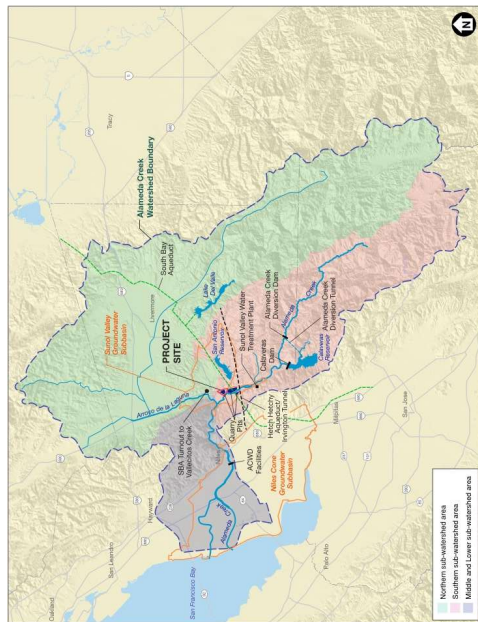 N
Alameda Creek
Watershed Boundary
Tracy
South Bay
Aqueduct
Livermore
Sunol Valley
Groundwater
Subbasin
PROJECT
SITE
Lake
Del Valle
San Antonio
Reservoir
Sunol Valley Water
Treatment Plant
Alameda Creek
Diversion Dam
Alameda
Creek
Alameda Creek
Diversion Tunnel
Calaveras
Dam
Calaveras
Reservoir
Arroyo de la Laguna
SBA Turnout to
Vallecitos Creek
Quarry
Pits
Hetch Hetchy
Aqueduct/
Irvington Tunnel
ACWD
Facilities
Niles Cone
Groundwater
Subbasin
Alameda
Creek
Milpitas
San Jose
Hayward
San Leandro
Oakland
San Francisco Bay
Palo Alto
Northern sub-watershed area
Southern sub-watershed area
Middle and Lower sub-watershed area